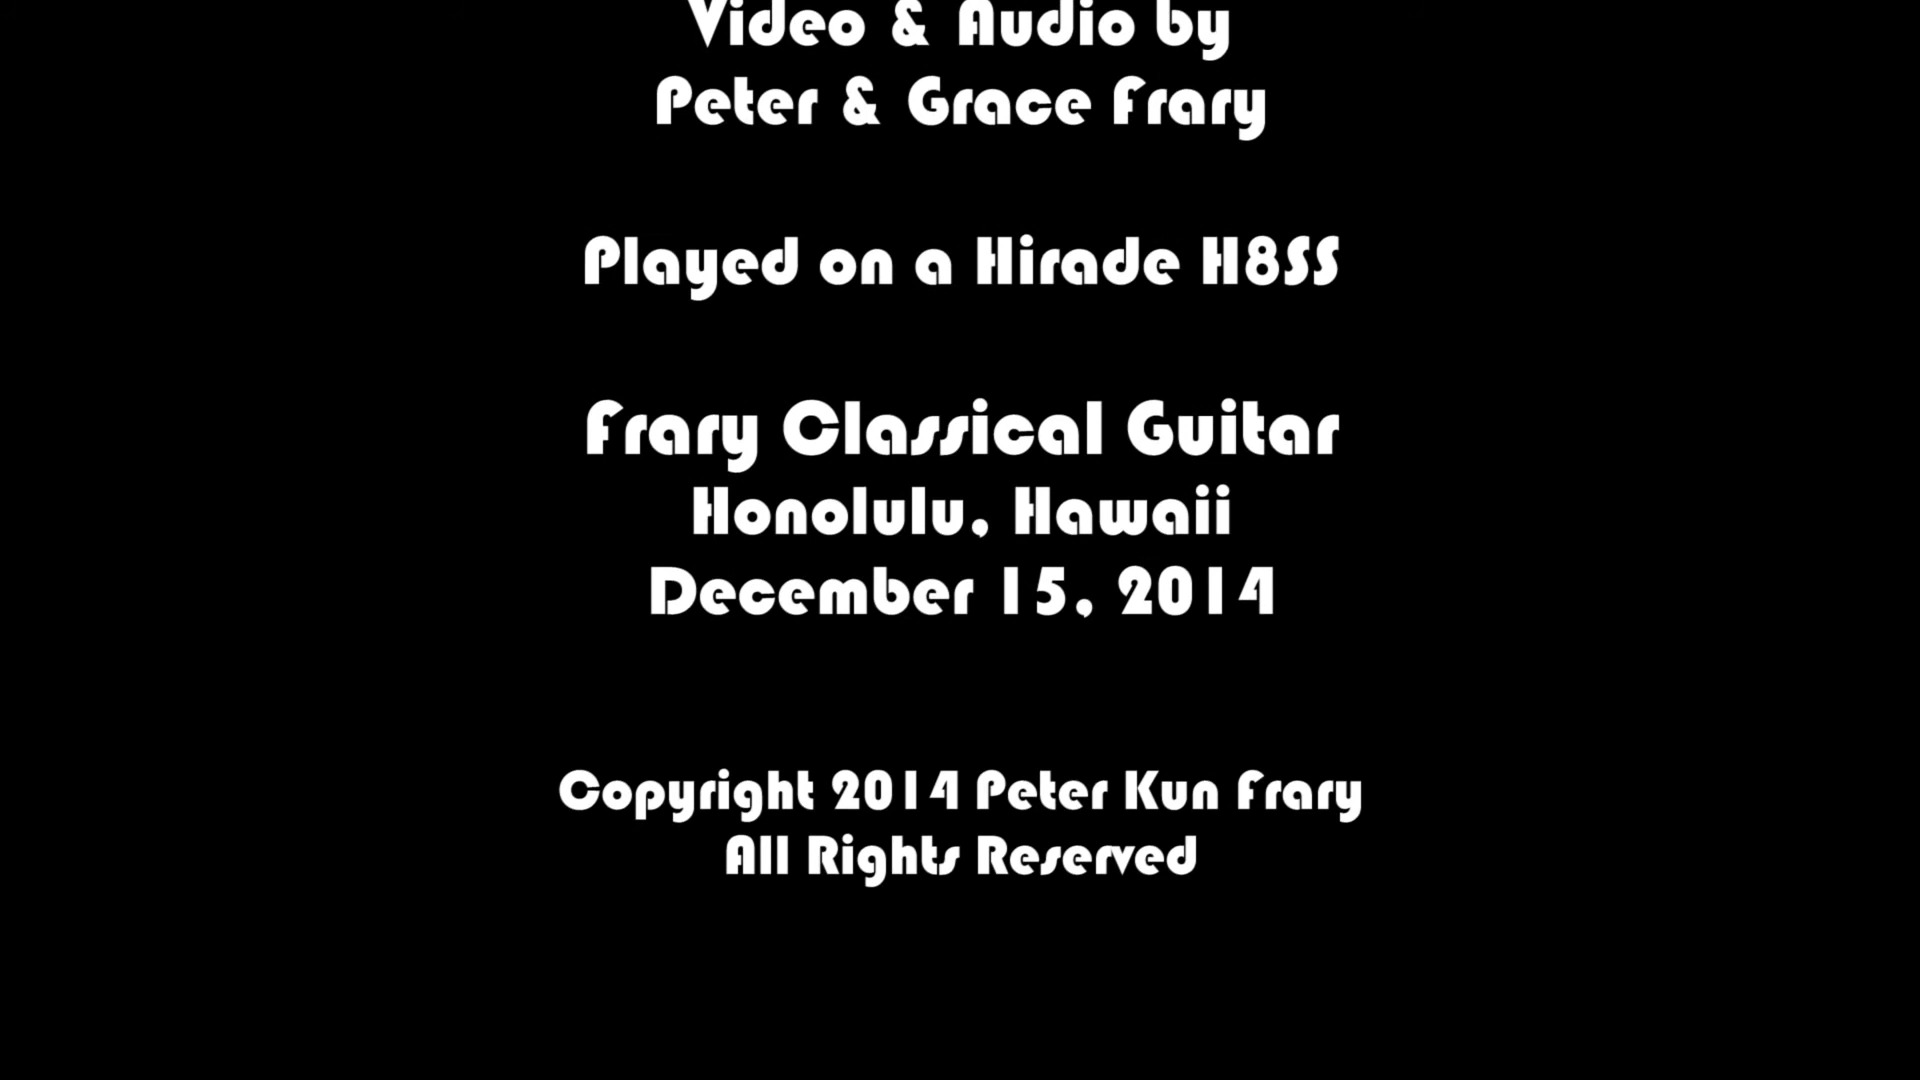 Video & Audio by
Peter & Grace Frary
Played on a Hirade H8SS
Frary Classical Guitar
Honolulu, Hawaii
December 15, 2014
Copyright 2014 Peter Kun Frary
All Rights Reserved